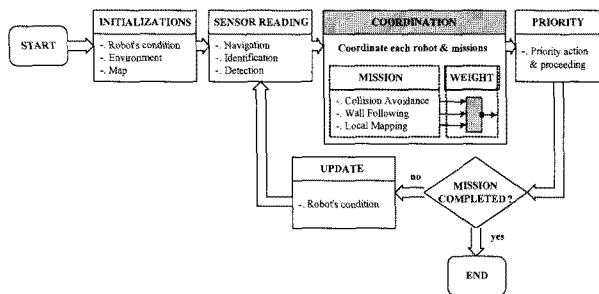 START
INITIALIZATIONS
-. Robot's condition
-. Environment
-. Map
SENSOR READING
-. Navigation
-. Identification
-. Detection
COORDINATION
Coordinate each robot & missions
MISSION
-. Collision Avoidance
-. Wall Following
-. Local Mapping
WEIGHT
PRIORITY
-. Priority action
& proceeding
MISSION
COMPLETED ?
no
yes
UPDATE
-. Robot's condition
END